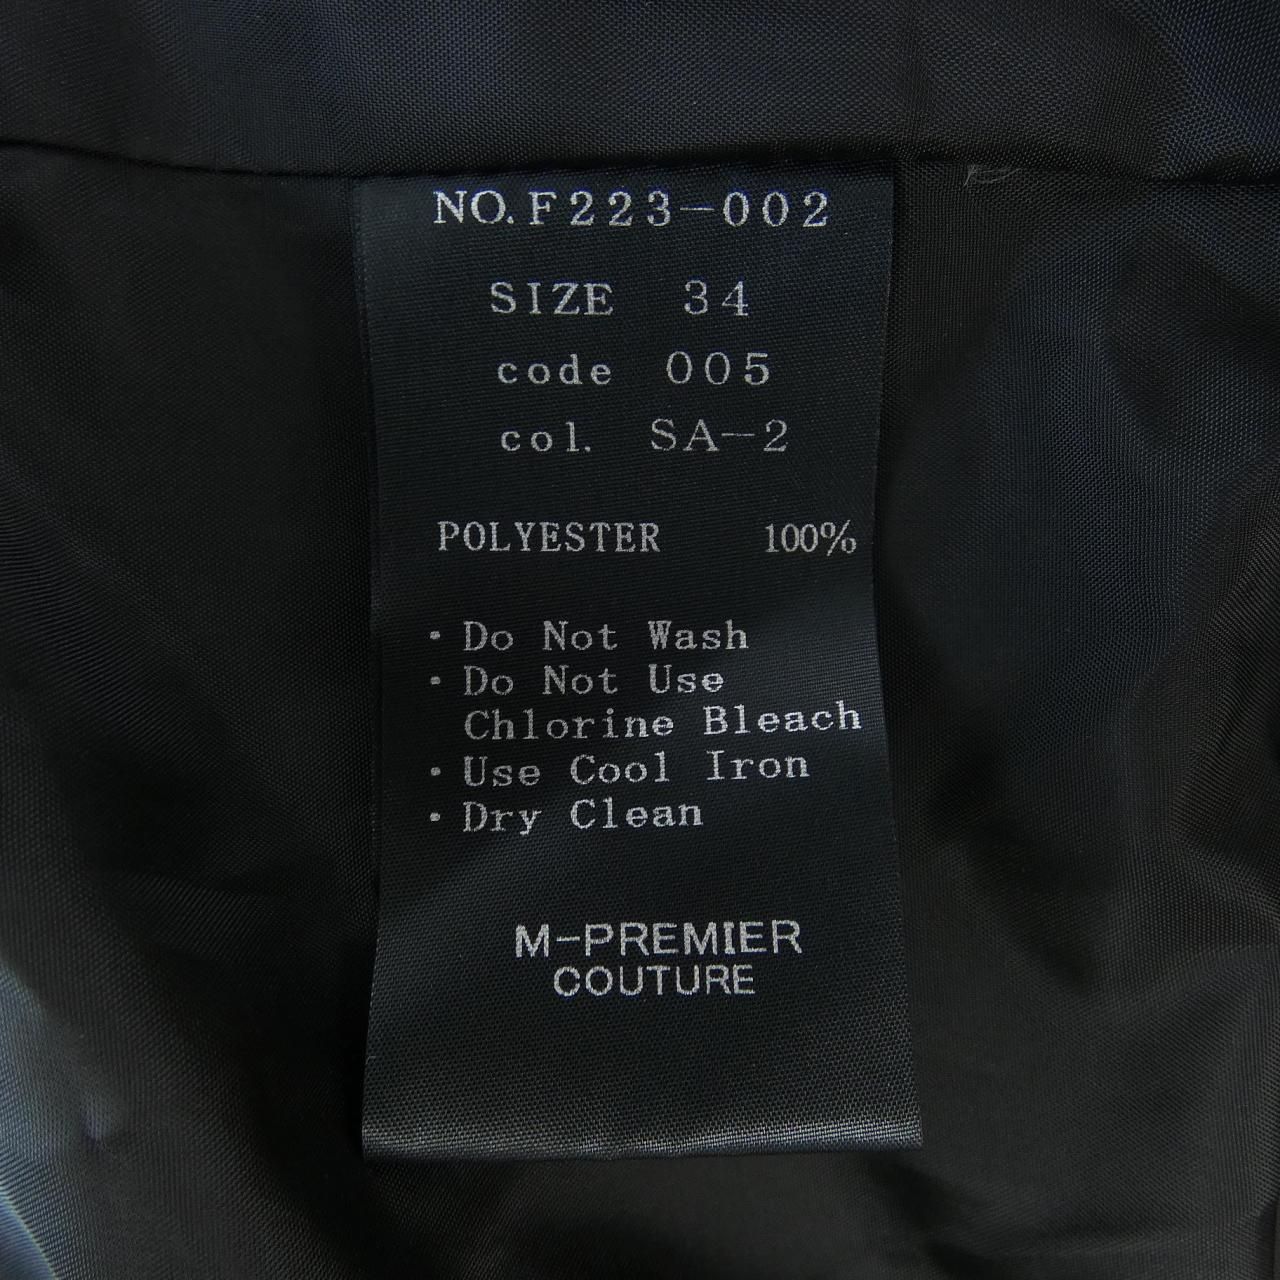 NO.F223-002
SIZE 34
code 005
col. SA-2
POLYESTER 100%
・Do Not Wash
・Do Not Use
Chlorine Bleach
・Use Cool Iron
・Dry Clean
M-PREMIER
COUTURE